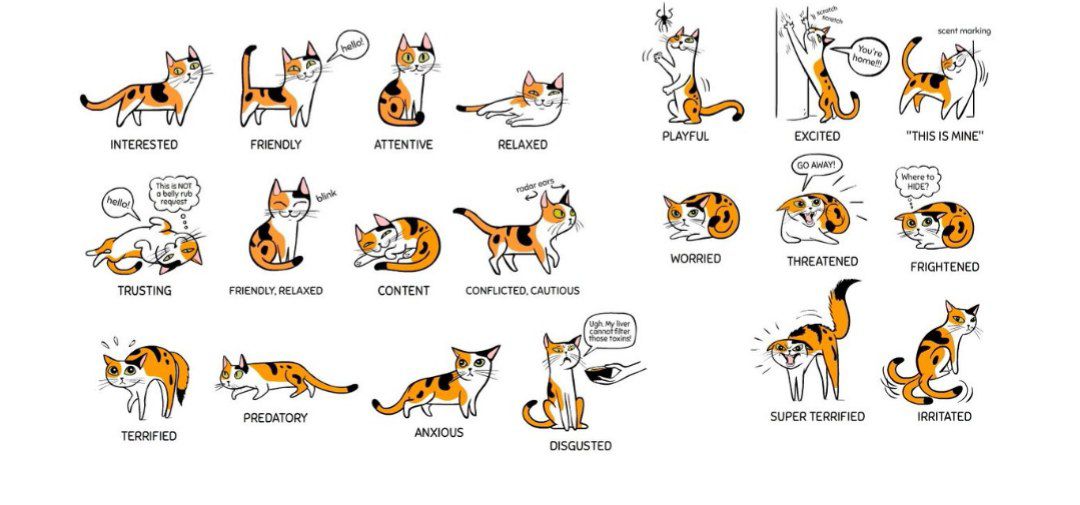 hello!
INTERESTED
FRIENDLY
ATTENTIVE
RELAXED
scratch
scratch
You're
home!!!
scent marking
PLAYFUL
EXCITED
"THIS IS MINE"
hello!
This is NOT
a belly rub
request
blink
radar ears
TRUSTING
FRIENDLY, RELAXED
CONTENT
CONFLICTED, CAUTIOUS
GO AWAY!
Where to
HIDE?
WORRIED
THREATENED
FRIGHTENED
Ugh. My liver
cannot filter
those toxins!
TERRIFIED
PREDATORY
ANXIOUS
DISGUSTED
SUPER TERRIFIED
IRRITATED